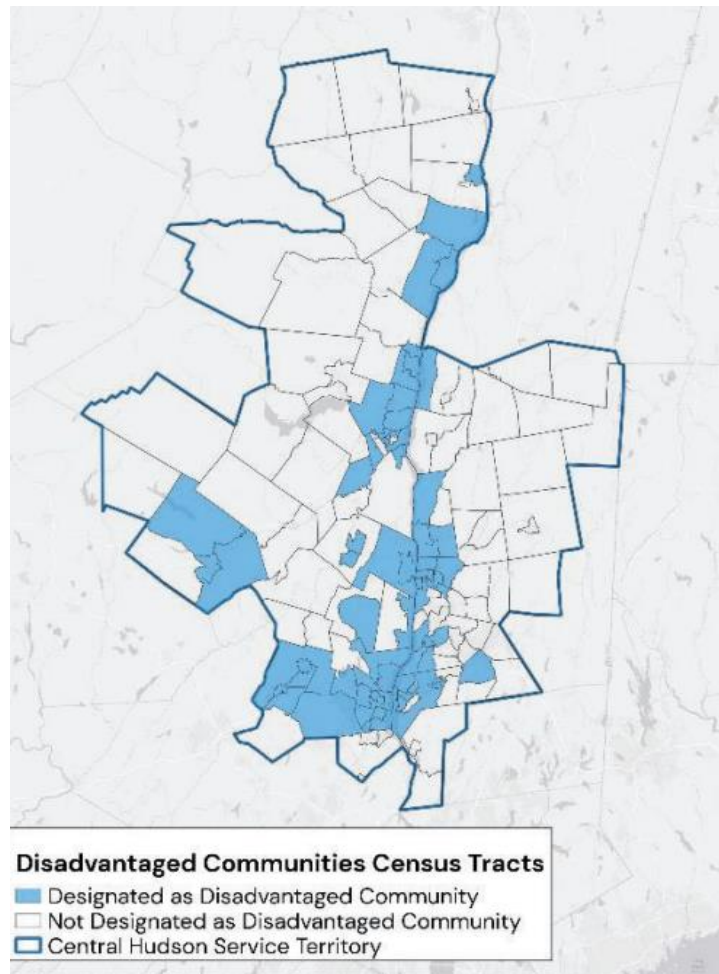 Disadvantaged Communities Census Tracts
Designated as Disadvantaged Community
Not Designated as Disadvantaged Community
Central Hudson Service Territory